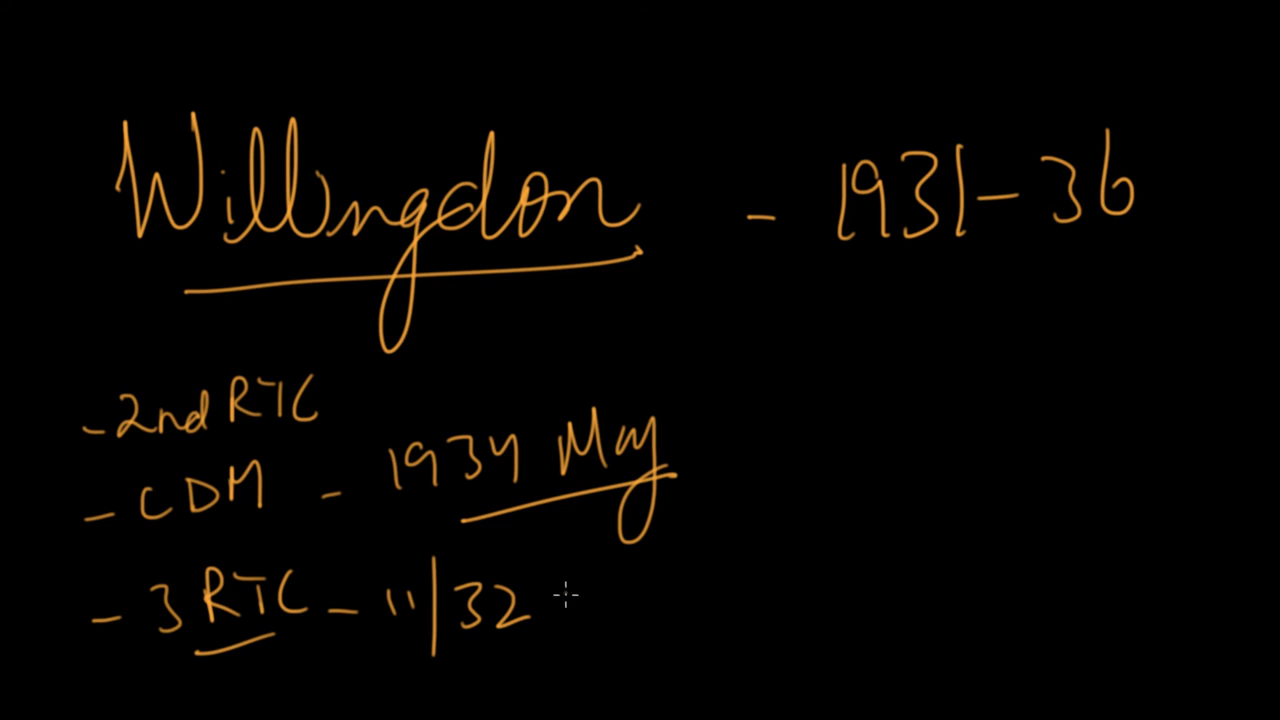 Willingdon - 1931-36
- 2nd RTC
- CDM - 1934 May
- 3 RTC - 11/32